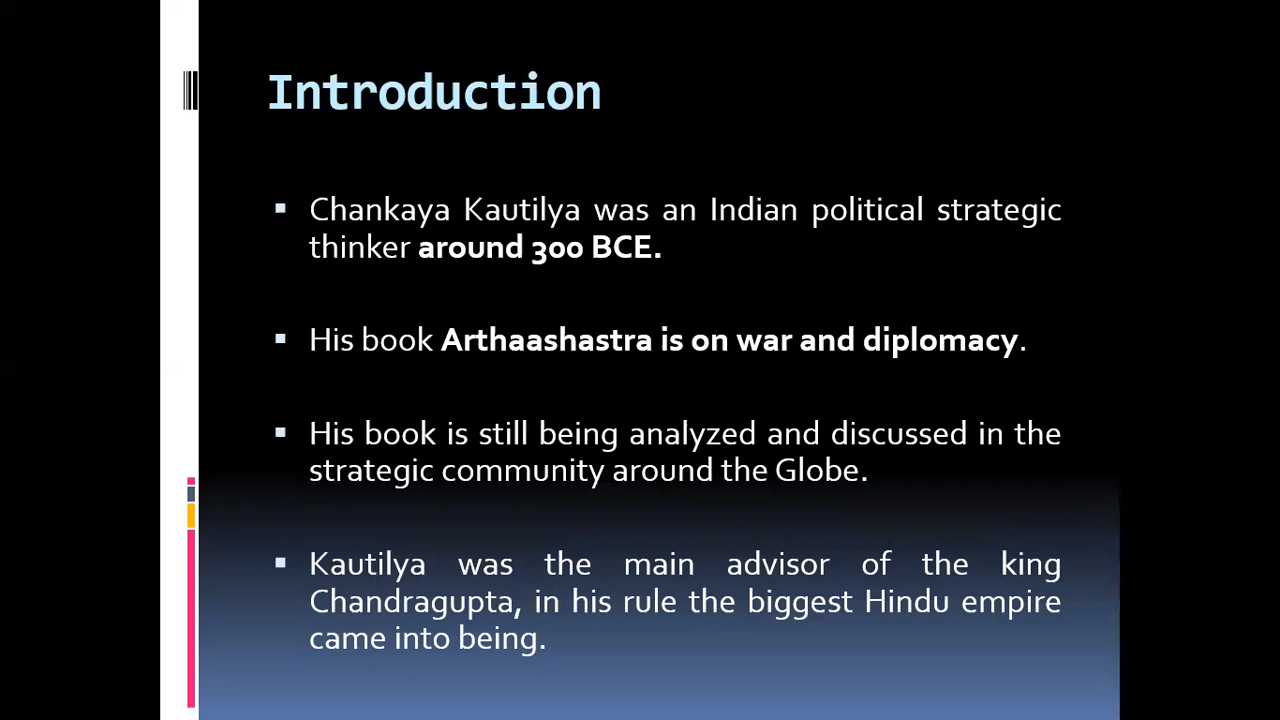 Introduction
▪ Chankaya Kautilya was an Indian political strategic
thinker around 300 BCE.
▪ His book Arthaashastra is on war and diplomacy.
▪ His book is still being analyzed and discussed in the
strategic community around the Globe.
▪ Kautilya was the main advisor of the king
Chandragupta, in his rule the biggest Hindu empire
came into being.